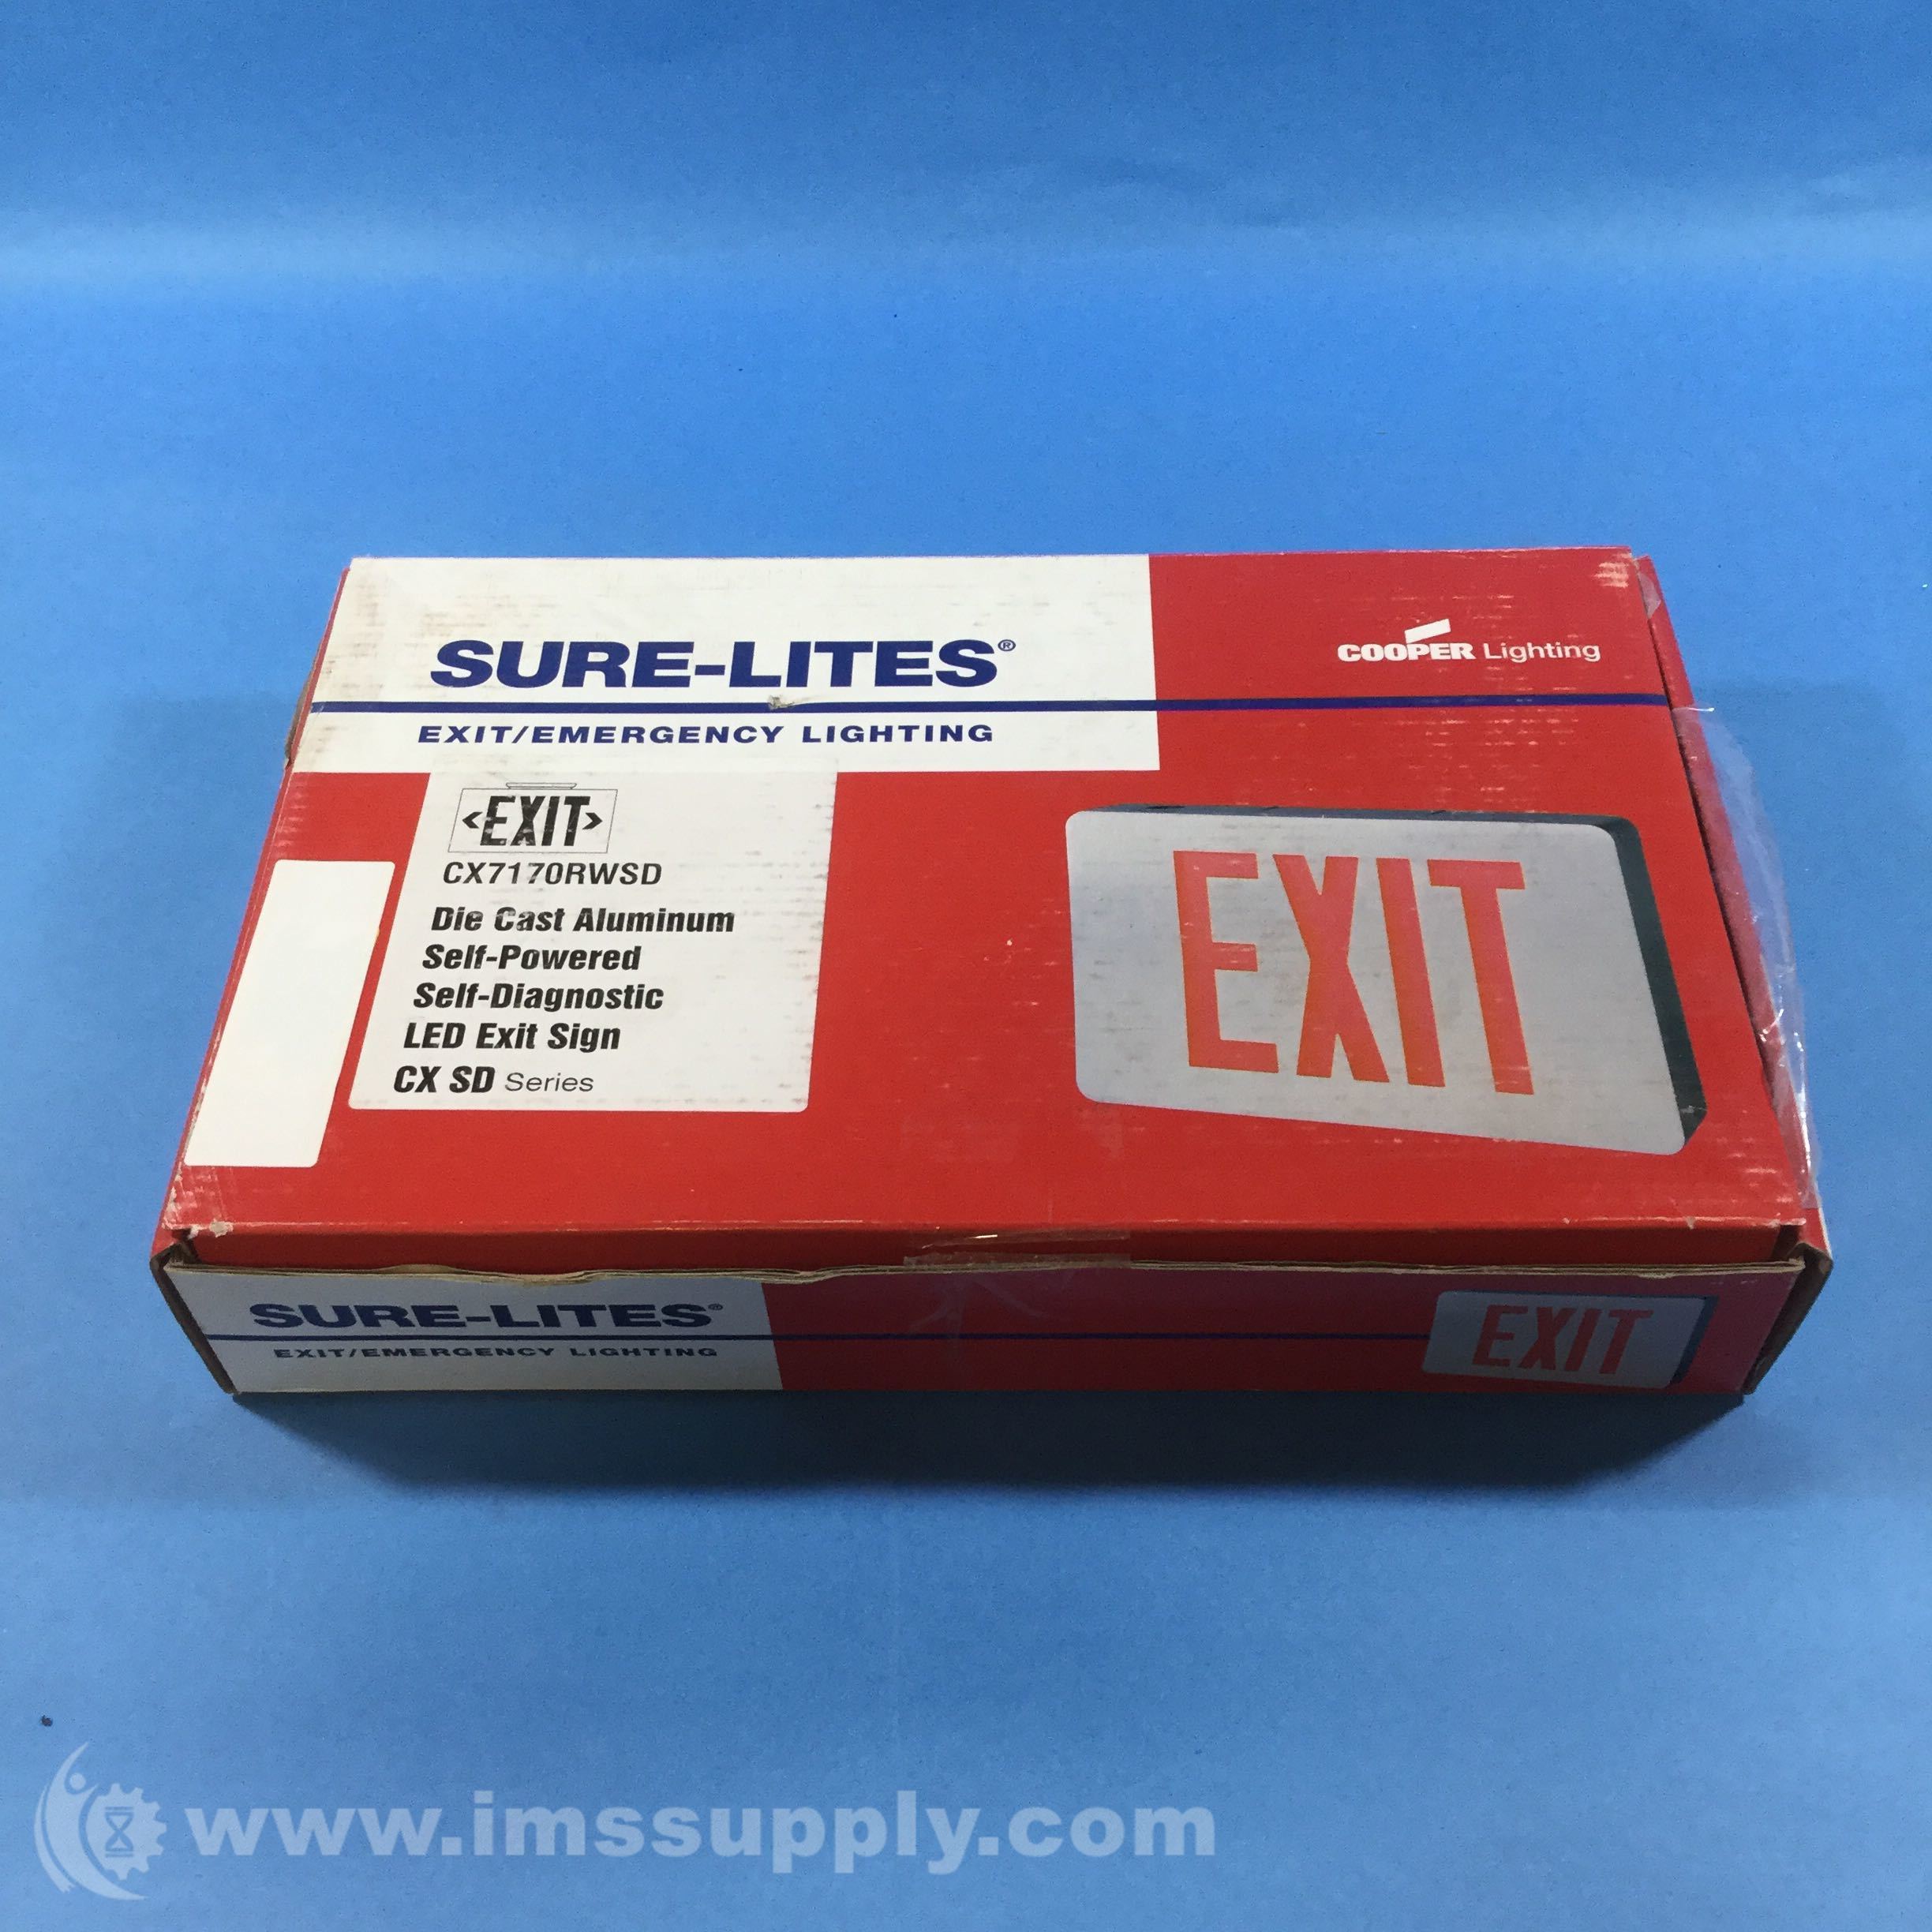 SURE-LITES®
COOPER Lighting
EXIT/EMERGENCY LIGHTING
<EXIT>
CX7170RWSD
Die Cast Aluminum
Self-Powered
Self-Diagnostic
LED Exit Sign
CX SD Series
EXIT
SURE-LITES®
EXIT/EMERGENCY LIGHTING
EXIT
www.imssupply.com